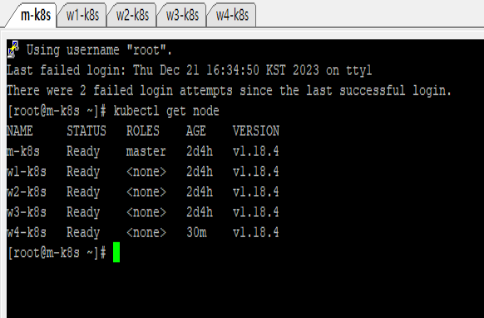 m-k8s w1-k8s w2-k8s w3-k8s w4-k8s
Using username "root".
Last failed login: Thu Dec 21 16:34:50 KST 2023 on tty1
There were 2 failed login attempts since the last successful login.
[root@m-k8s ~]# kubectl get node
NAME STATUS ROLES AGE VERSION
m-k8s Ready master 2d4h v1.18.4
w1-k8s Ready <none> 2d4h v1.18.4
w2-k8s Ready <none> 2d4h v1.18.4
w3-k8s Ready <none> 2d4h v1.18.4
w4-k8s Ready <none> 30m v1.18.4
[root@m-k8s ~]#